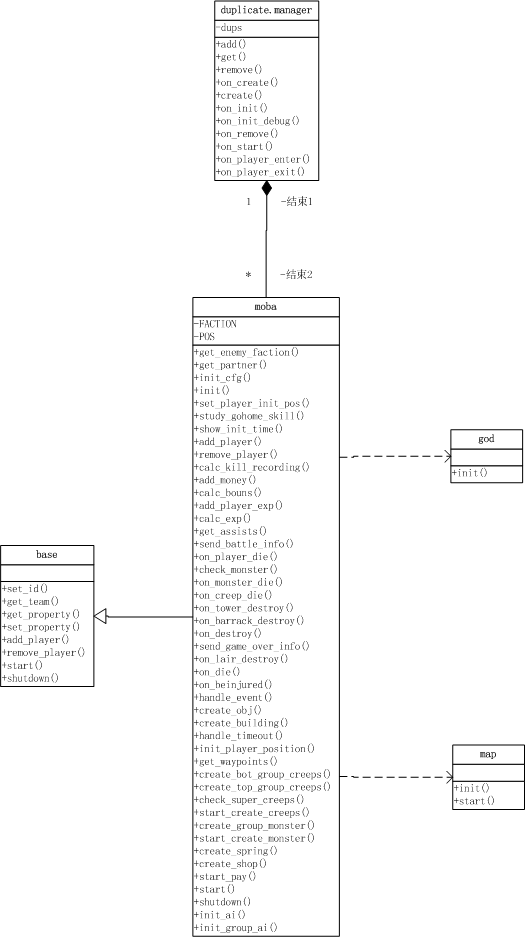 duplicate.manager
-dups
+add()
+get()
+remove()
+on_create()
+create()
+on_init()
+on_init_debug()
+on_remove()
+on_start()
+on_player_enter()
+on_player_exit()
1 -结束1
* -结束2
moba
-FACTION
-POS
+get_enemy_faction()
+get_partner()
+init_cfg()
+init()
+set_player_init_pos()
+study_gohome_skill()
+show_init_time()
+add_player()
+remove_player()
+calc_kill_recording()
+add_money()
+calc_bouns()
+add_player_exp()
+calc_exp()
+get_assists()
+send_battle_info()
+on_player_die()
+check_monster()
+on_monster_die()
+on_creep_die()
+on_tower_destroy()
+on_barrack_destroy()
+on_destroy()
+send_game_over_info()
+on_lair_destroy()
+on_die()
+on_beinjured()
+handle_event()
+create_obj()
+create_building()
+handle_timeout()
+init_player_position()
+get_waypoints()
+create_bot_group_creeps()
+create_top_group_creeps()
+check_super_creeps()
+start_create_creeps()
+create_group_monster()
+start_create_monster()
+create_spring()
+create_shop()
+start_pay()
+start()
+shutdown()
+init_ai()
+init_group_ai()
god
+init()
base
+set_id()
+get_team()
+get_property()
+set_property()
+add_player()
+remove_player()
+start()
+shutdown()
map
+init()
+start()